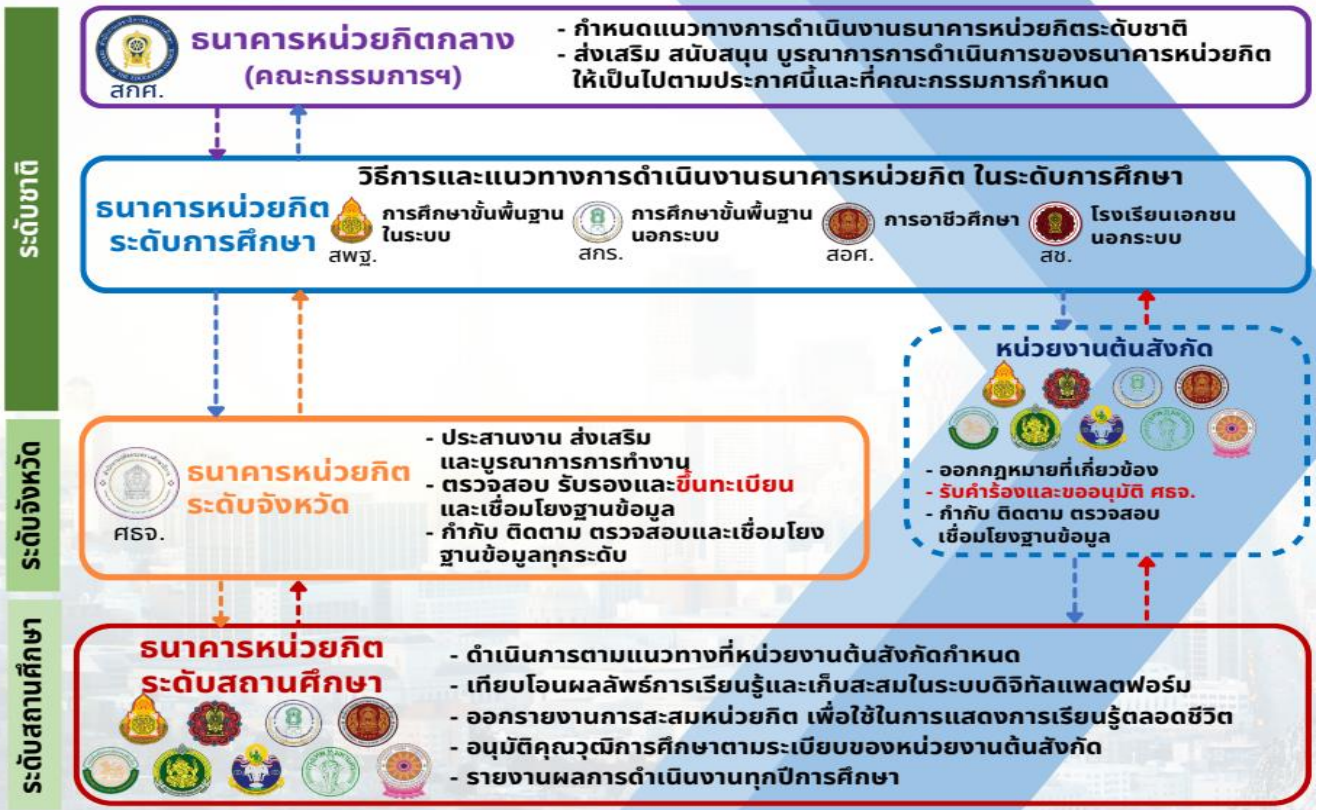 ธนาคารหน่วยกิตกลาง
(คณะกรรมการฯ)
สกศ.
- กำหนดแนวทางการดำเนินงานธนาคารหน่วยกิตระดับชาติ
- ส่งเสริม สนับสนุน บูรณาการการดำเนินการของธนาคารหน่วยกิต
ให้เป็นไปตามประกาศนี้และที่คณะกรรมการกำหนด
ระดับชาติ
วิธีการและแนวทางการดำเนินงานธนาคารหน่วยกิต ในระดับการศึกษา
ธนาคารหน่วยกิต
ระดับการศึกษา
การศึกษาขั้นพื้นฐาน
ในระบบ
สพฐ.
การศึกษาขั้นพื้นฐาน
นอกระบบ
สกร.
การอาชีวศึกษา
สอศ.
โรงเรียนเอกชน
นอกระบบ
สช.
หน่วยงานต้นสังกัด
- ออกกฎหมายที่เกี่ยวข้อง
- รับคำร้องและขออนุมัติ ศธจ.
- กำกับ ติดตาม ตรวจสอบ
เชื่อมโยงฐานข้อมูล
ระดับจังหวัด
ธนาคารหน่วยกิต
ระดับจังหวัด
ศธจ.
- ประสานงาน ส่งเสริม
และบูรณาการการทำงาน
- ตรวจสอบ รับรองและขึ้นทะเบียน
และเชื่อมโยงฐานข้อมูล
- กำกับ ติดตาม ตรวจสอบและเชื่อมโยง
ฐานข้อมูลทุกระดับ
ระดับสถานศึกษา
ธนาคารหน่วยกิต
ระดับสถานศึกษา
- ดำเนินการตามแนวทางที่หน่วยงานต้นสังกัดกำหนด
- เทียบโอนผลลัพธ์การเรียนรู้และเก็บสะสมในระบบดิจิทัลแพลตฟอร์ม
- ออกรายงานการสะสมหน่วยกิต เพื่อใช้ในการแสดงการเรียนรู้ตลอดชีวิต
- อนุมัติคุณวุฒิการศึกษาตามระเบียบของหน่วยงานต้นสังกัด
- รายงานผลการดำเนินงานทุกปีการศึกษา